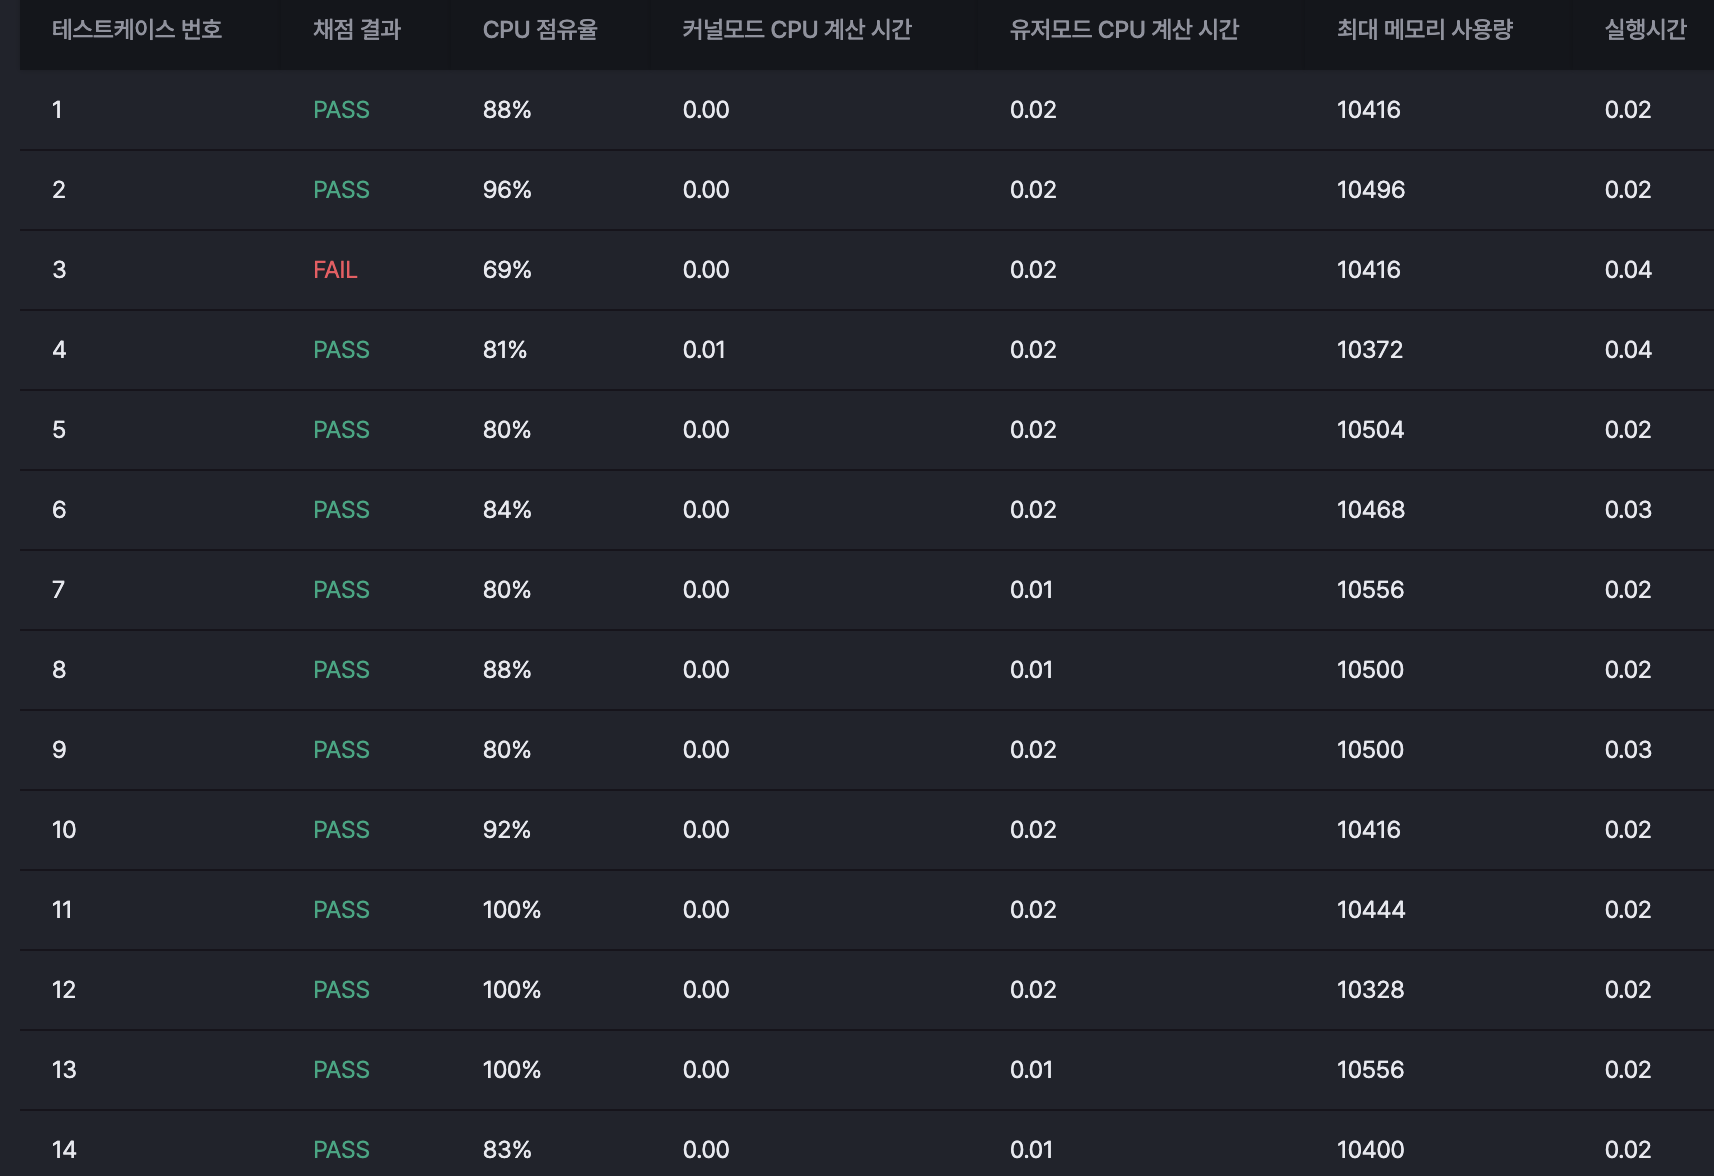 테스트케이스 번호 채점 결과 CPU 점유율 커널모드 CPU 계산 시간 유저모드 CPU 계산 시간 최대 메모리 사용량 실행시간
1 PASS 88% 0.00 0.02 10416 0.02
2 PASS 96% 0.00 0.02 10496 0.02
3 FAIL 69% 0.00 0.02 10416 0.04
4 PASS 81% 0.01 0.02 10372 0.04
5 PASS 80% 0.00 0.02 10504 0.02
6 PASS 84% 0.00 0.02 10468 0.03
7 PASS 80% 0.00 0.01 10556 0.02
8 PASS 88% 0.00 0.01 10500 0.02
9 PASS 80% 0.00 0.02 10500 0.03
10 PASS 92% 0.00 0.02 10416 0.02
11 PASS 100% 0.00 0.02 10444 0.02
12 PASS 100% 0.00 0.02 10328 0.02
13 PASS 100% 0.00 0.01 10556 0.02
14 PASS 83% 0.00 0.01 10400 0.02